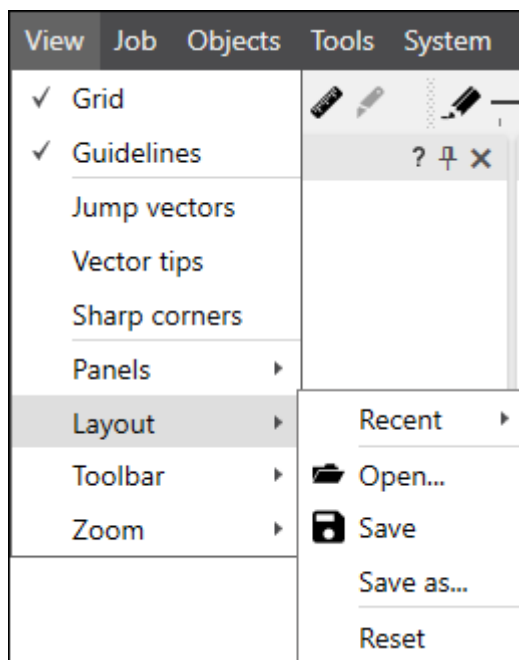 View Job Objects Tools System
✓ Grid
✓ Guidelines
?
Jump vectors
Vector tips
Sharp corners
Panels
Layout
Toolbar
Zoom
Recent
Open...
Save
Save as...
Reset